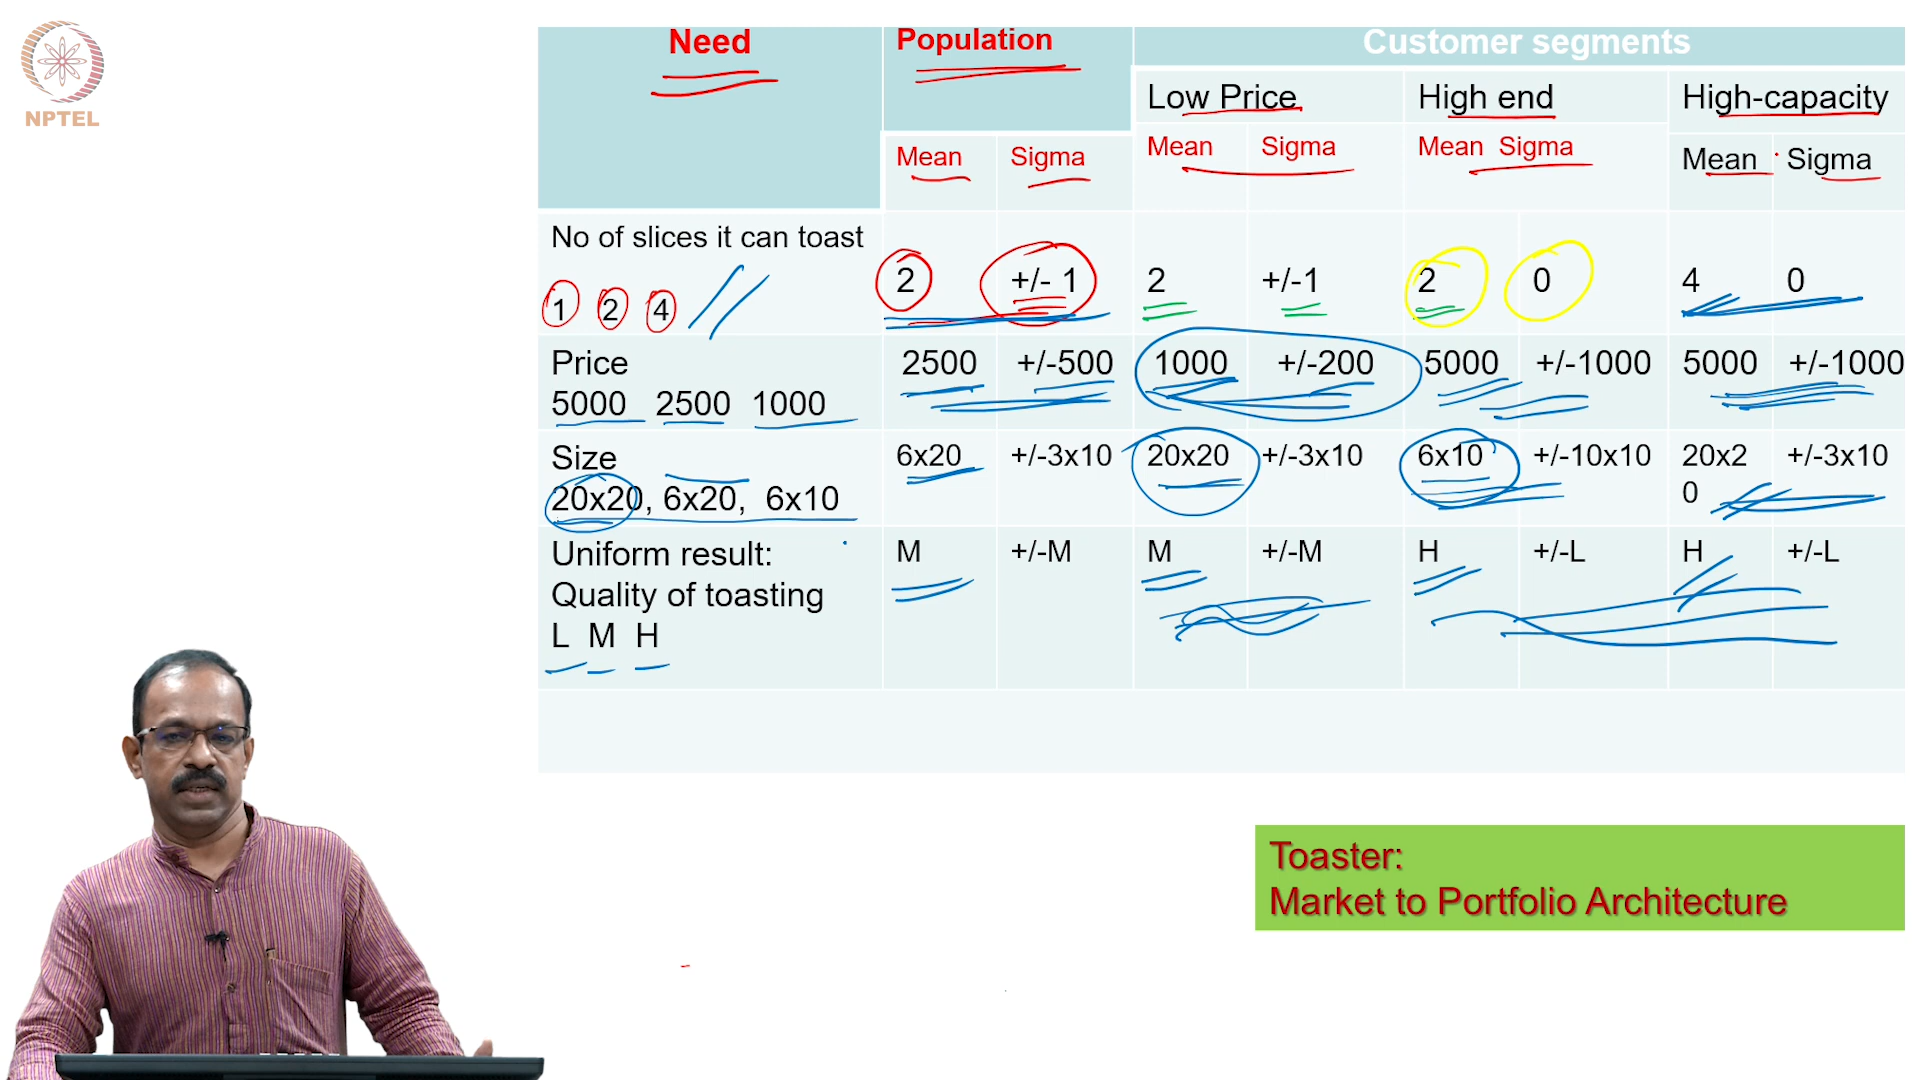 NPTEL
Need Population Customer segments
Low Price High end High-capacity
Mean Sigma Mean Sigma Mean Sigma Mean Sigma
No of slices it can toast
1 2 4
2 +/- 1 2 +/-1 2 0 4 0
Price
5000 2500 1000
2500 +/-500 1000 +/-200 5000 +/-1000 5000 +/-1000
Size
20x20, 6x20, 6x10
6x20 +/-3x10 20x20 +/-3x10 6x10 +/-10x10 20x2 +/-3x10
0
Uniform result:
Quality of toasting
L M H
M +/-M M +/-M H +/-L H +/-L
Toaster:
Market to Portfolio Architecture